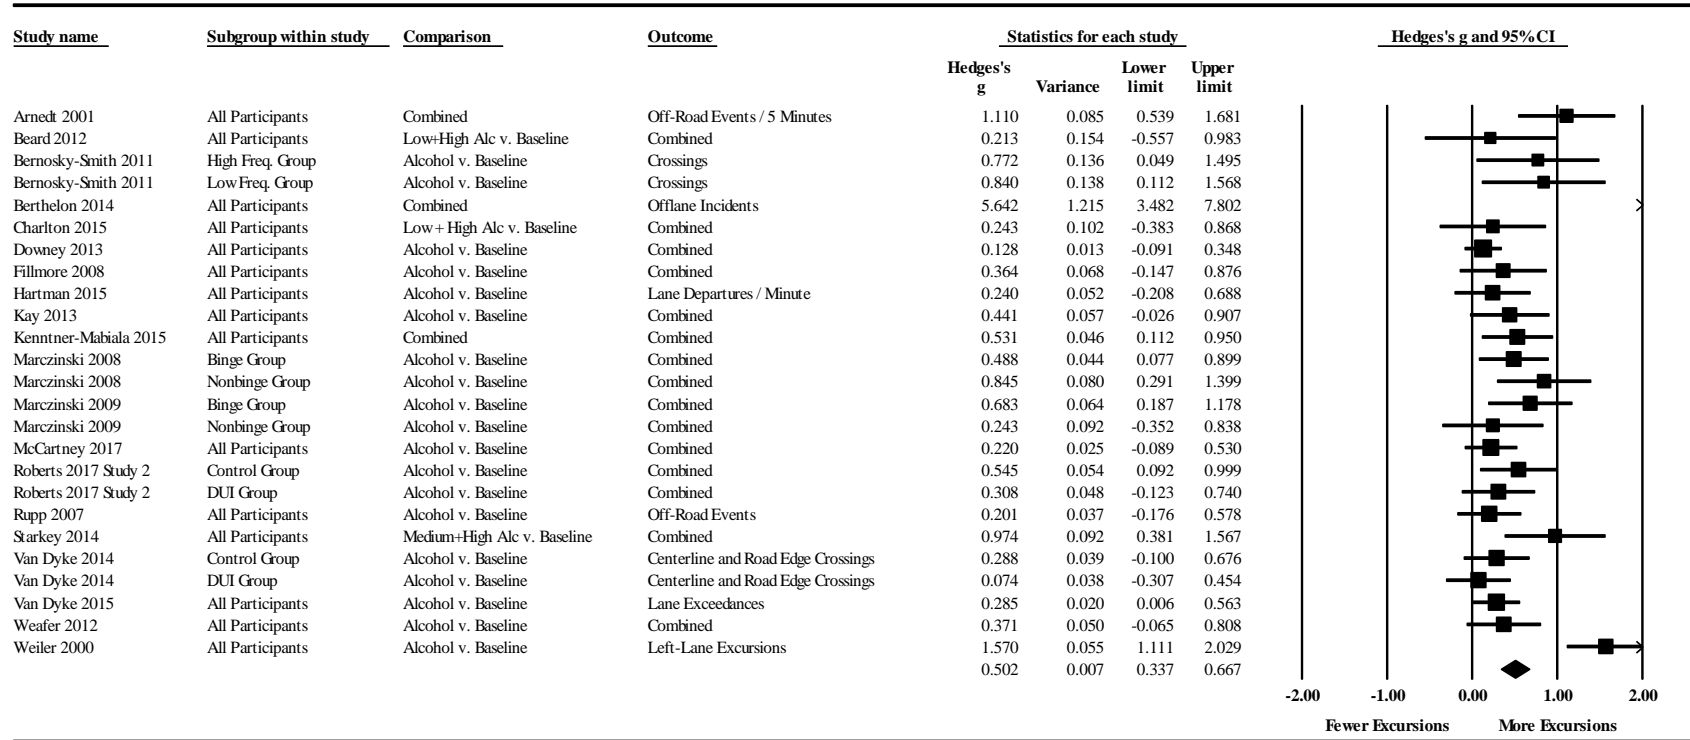 Study name Subgroup within study Comparison Outcome Statistics for each study Hedges's g and 95% CI
Hedges's g Variance Lower limit Upper limit
Arnedt 2001 All Participants Combined Off-Road Events / 5 Minutes 1.110 0.085 0.539 1.681
Beard 2012 All Participants Low+High Alc v. Baseline Combined 0.213 0.154 -0.557 0.983
Bernosky-Smith 2011 High Freq. Group Alcohol v. Baseline Crossings 0.772 0.136 0.049 1.495
Bernosky-Smith 2011 Low Freq. Group Alcohol v. Baseline Crossings 0.840 0.138 0.112 1.568
Berthelon 2014 All Participants Combined Offlane Incidents 5.642 1.215 3.482 7.802
Charlton 2015 All Participants Low + High Alc v. Baseline Combined 0.243 0.102 -0.383 0.868
Downey 2013 All Participants Alcohol v. Baseline Combined 0.128 0.013 -0.091 0.348
Fillmore 2008 All Participants Alcohol v. Baseline Combined 0.364 0.068 -0.147 0.876
Hartman 2015 All Participants Alcohol v. Baseline Lane Departures / Minute 0.240 0.052 -0.208 0.688
Kay 2013 All Participants Alcohol v. Baseline Combined 0.441 0.057 -0.026 0.907
Kenntner-Mabiala 2015 All Participants Combined Combined 0.531 0.046 0.112 0.950
Marczinski 2008 Binge Group Alcohol v. Baseline Combined 0.488 0.044 0.077 0.899
Marczinski 2008 Nonbinge Group Alcohol v. Baseline Combined 0.845 0.080 0.291 1.399
Marczinski 2009 Binge Group Alcohol v. Baseline Combined 0.683 0.064 0.187 1.178
Marczinski 2009 Nonbinge Group Alcohol v. Baseline Combined 0.243 0.092 -0.352 0.838
McCartney 2017 All Participants Alcohol v. Baseline Combined 0.220 0.025 -0.089 0.530
Roberts 2017 Study 2 Control Group Alcohol v. Baseline Combined 0.545 0.054 0.092 0.999
Roberts 2017 Study 2 DUI Group Alcohol v. Baseline Combined 0.308 0.048 -0.123 0.740
Rupp 2007 All Participants Alcohol v. Baseline Off-Road Events 0.201 0.037 -0.176 0.578
Starkey 2014 All Participants Medium+High Alc v. Baseline Combined 0.974 0.092 0.381 1.567
Van Dyke 2014 Control Group Alcohol v. Baseline Centerline and Road Edge Crossings 0.288 0.039 -0.100 0.676
Van Dyke 2014 DUI Group Alcohol v. Baseline Centerline and Road Edge Crossings 0.074 0.038 -0.307 0.454
Van Dyke 2015 All Participants Alcohol v. Baseline Lane Exceedances 0.285 0.020 0.006 0.563
Weafer 2012 All Participants Alcohol v. Baseline Combined 0.371 0.050 -0.065 0.808
Weiler 2000 All Participants Alcohol v. Baseline Left-Lane Excursions 1.570 0.055 1.111 2.029
0.502 0.007 0.337 0.667
-2.00 -1.00 0.00 1.00 2.00
Fewer Excursions More Excursions